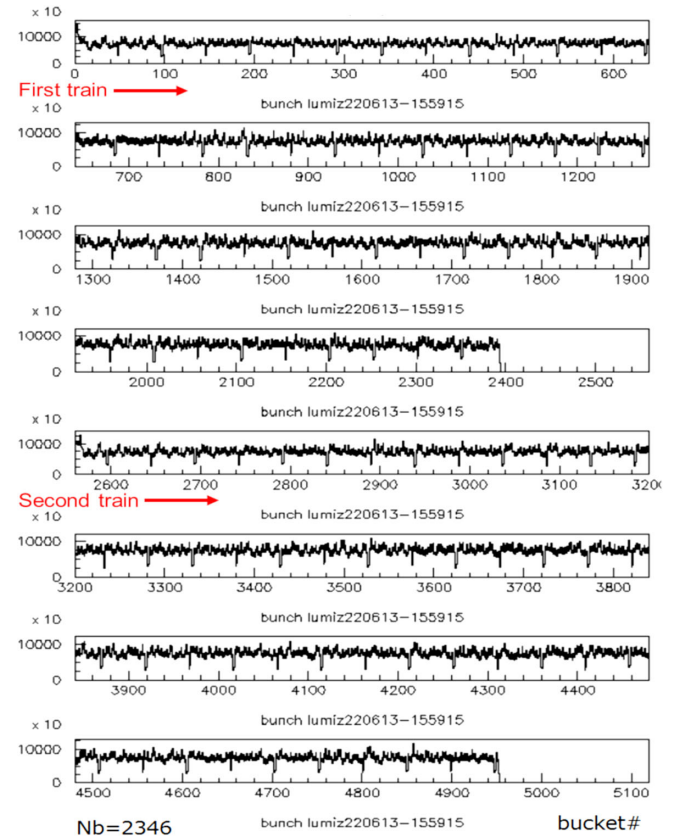 x 10
10000
0
0 100 200 300 400 500 600
First train
bunch lumiz220613-155915
x 10
10000
0
700 800 900 1000 1100 1200
bunch lumiz220613-155915
x 10
10000
0
1300 1400 1500 1600 1700 1800 1900
bunch lumiz220613-155915
x 10
10000
0
2000 2100 2200 2300 2400 2500
bunch lumiz220613-155915
x 10
10000
0
2600 2700 2800 2900 3000 3100 3200
Second train
bunch lumiz220613-155915
x 10
10000
0
3200 3300 3400 3500 3600 3700 3800
bunch lumiz220613-155915
x 10
10000
0
3900 4000 4100 4200 4300 4400
bunch lumiz220613-155915
x 10
10000
0
4500 4600 4700 4800 4900 5000 5100
Nb=2346 bunch lumiz220613-155915 bucket#